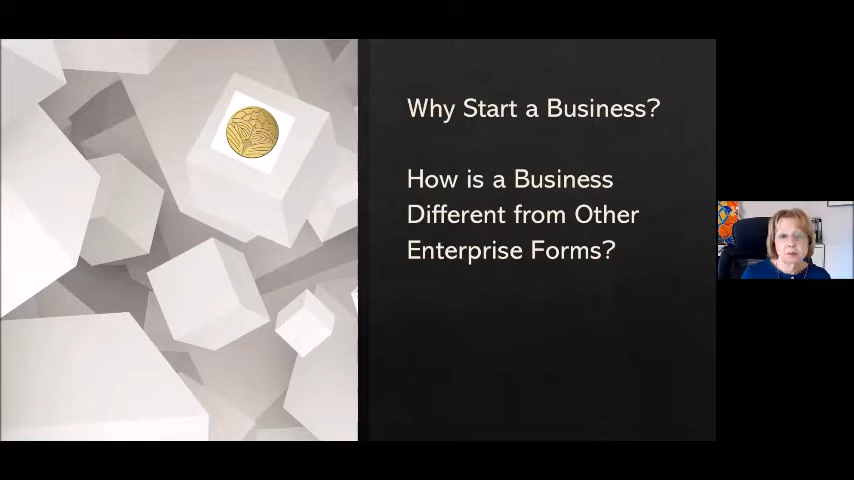 Why Start a Business?
How is a Business
Different from Other
Enterprise Forms?